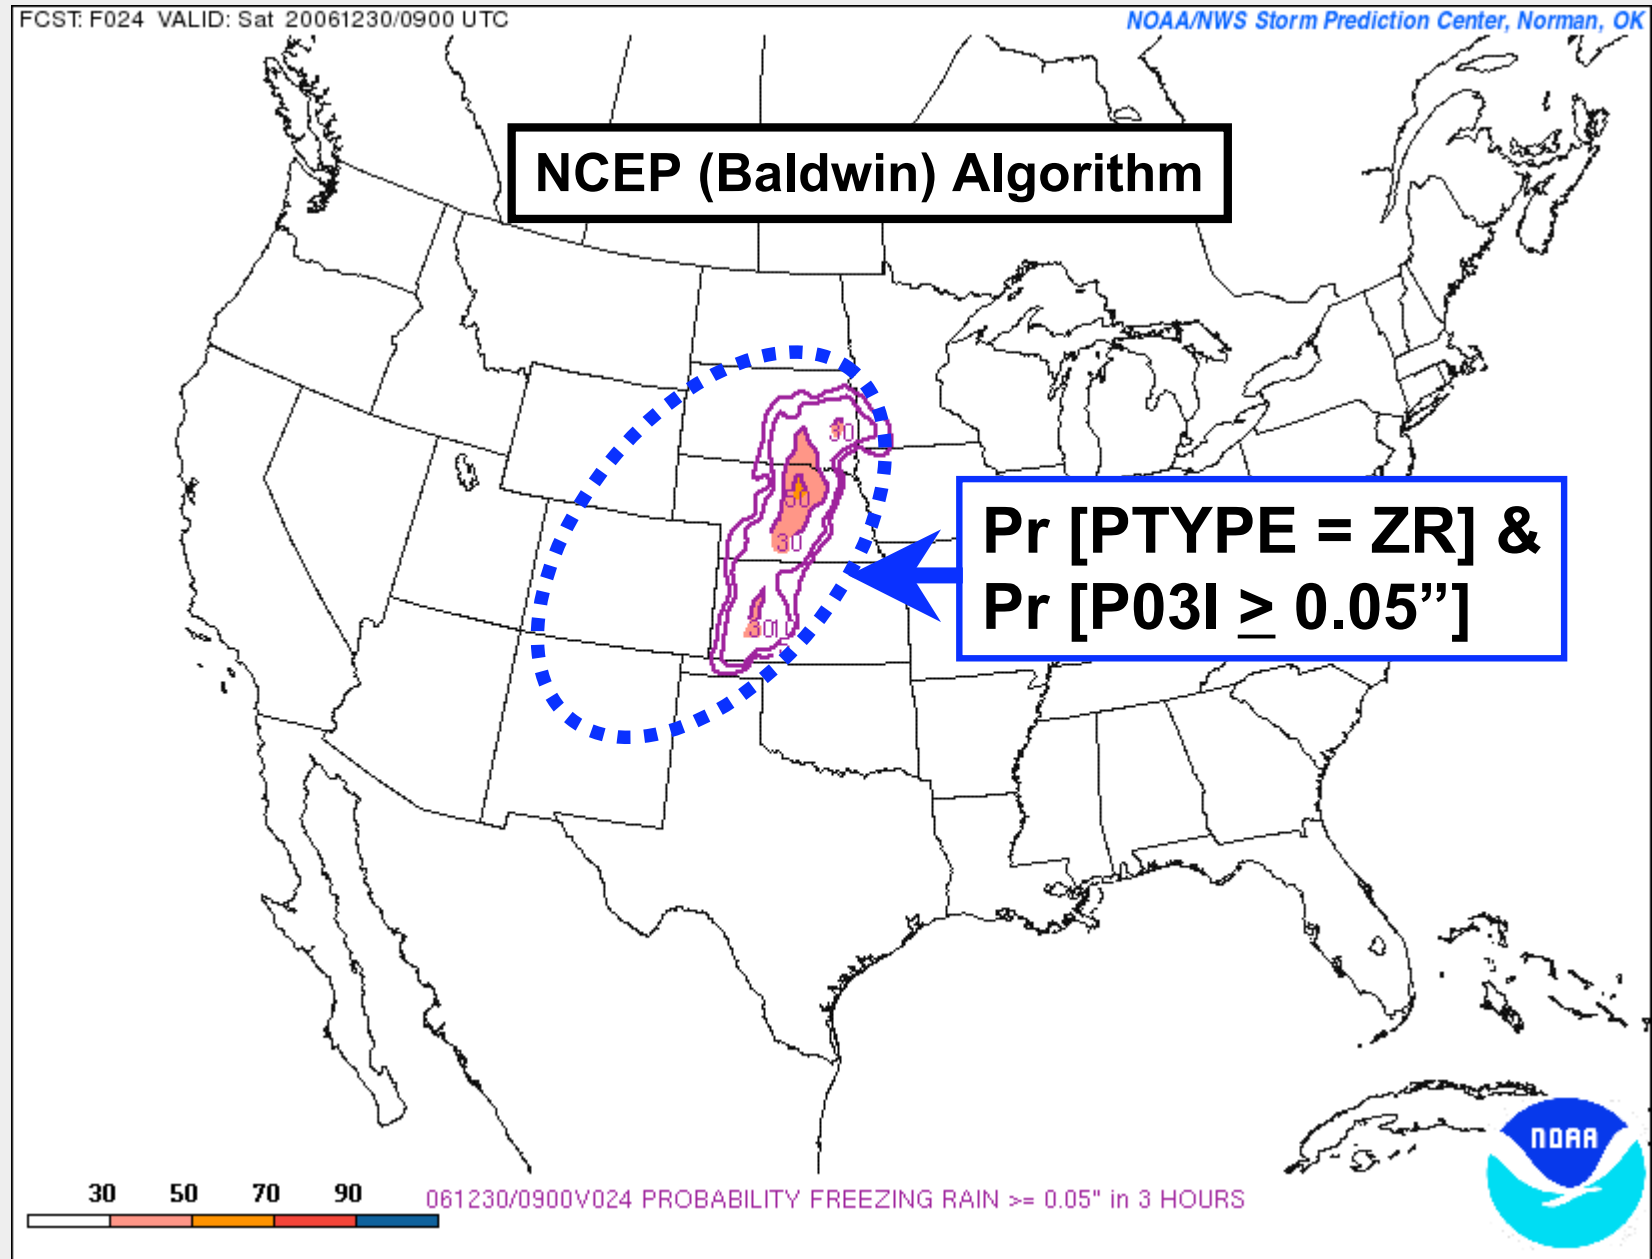 FCST: F024 VALID: Sat 20061230/0900 UTC
NOAA/NWS Storm Prediction Center, Norman, OK
NCEP (Baldwin) Algorithm
30
50
30
3010
Pr [PTYPE = ZR] &
Pr [P03I ≥ 0.05”]
30 50 70 90
061230/0900V024 PROBABILITY FREEZING RAIN >= 0.05" in 3 HOURS
NOAA